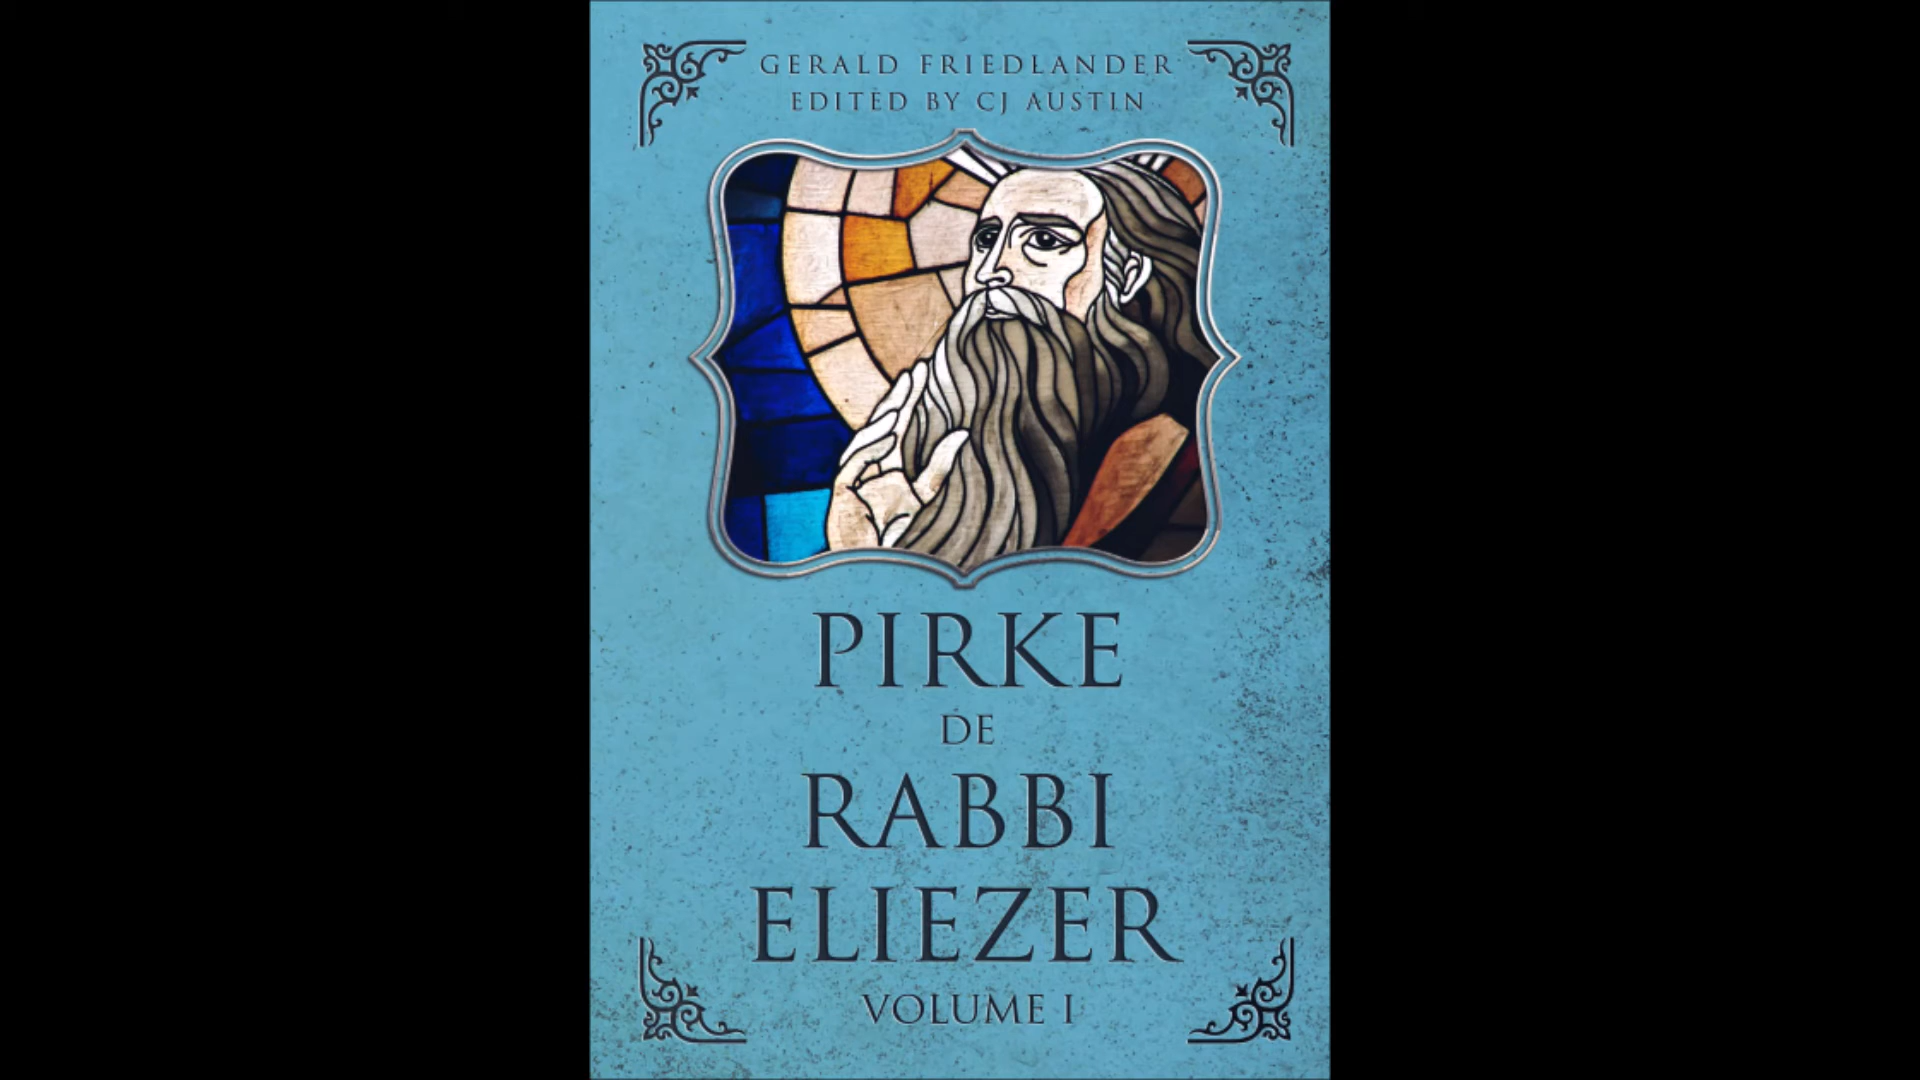 GERALD FRIEDLANDER
EDITED BY CJ AUSTIN
PIRKE
DE
RABBI
ELIEZER
VOLUME I